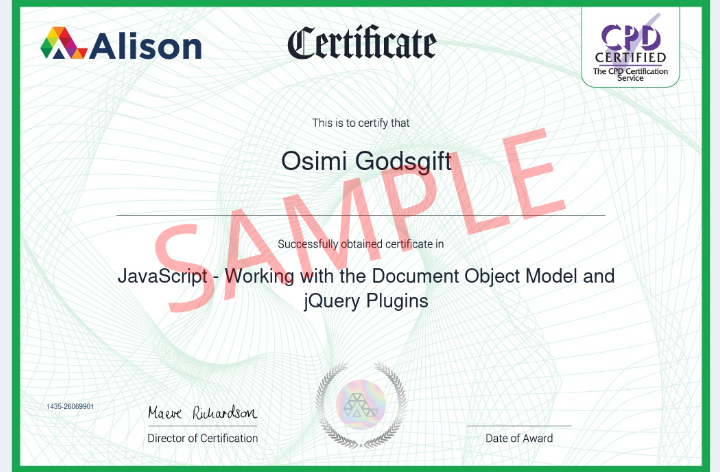 Alison
Certificate
CPD
CERTIFIED
The CPD Certification
Service
This is to certify that
Osimi Godsgift
SAMPLE
Successfully obtained certificate in
JavaScript - Working with the Document Object Model and
jQuery Plugins
1435-26069901
Maeve Richardson
Director of Certification
Date of Award